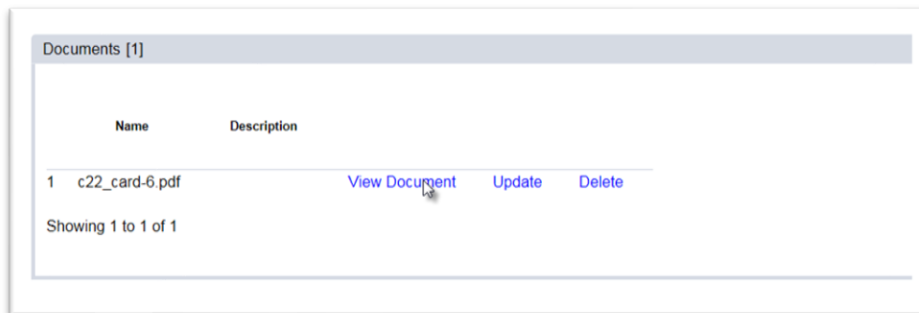 Documents [1]
Name Description
1 c22_card-6.pdf View Document Update Delete
Showing 1 to 1 of 1